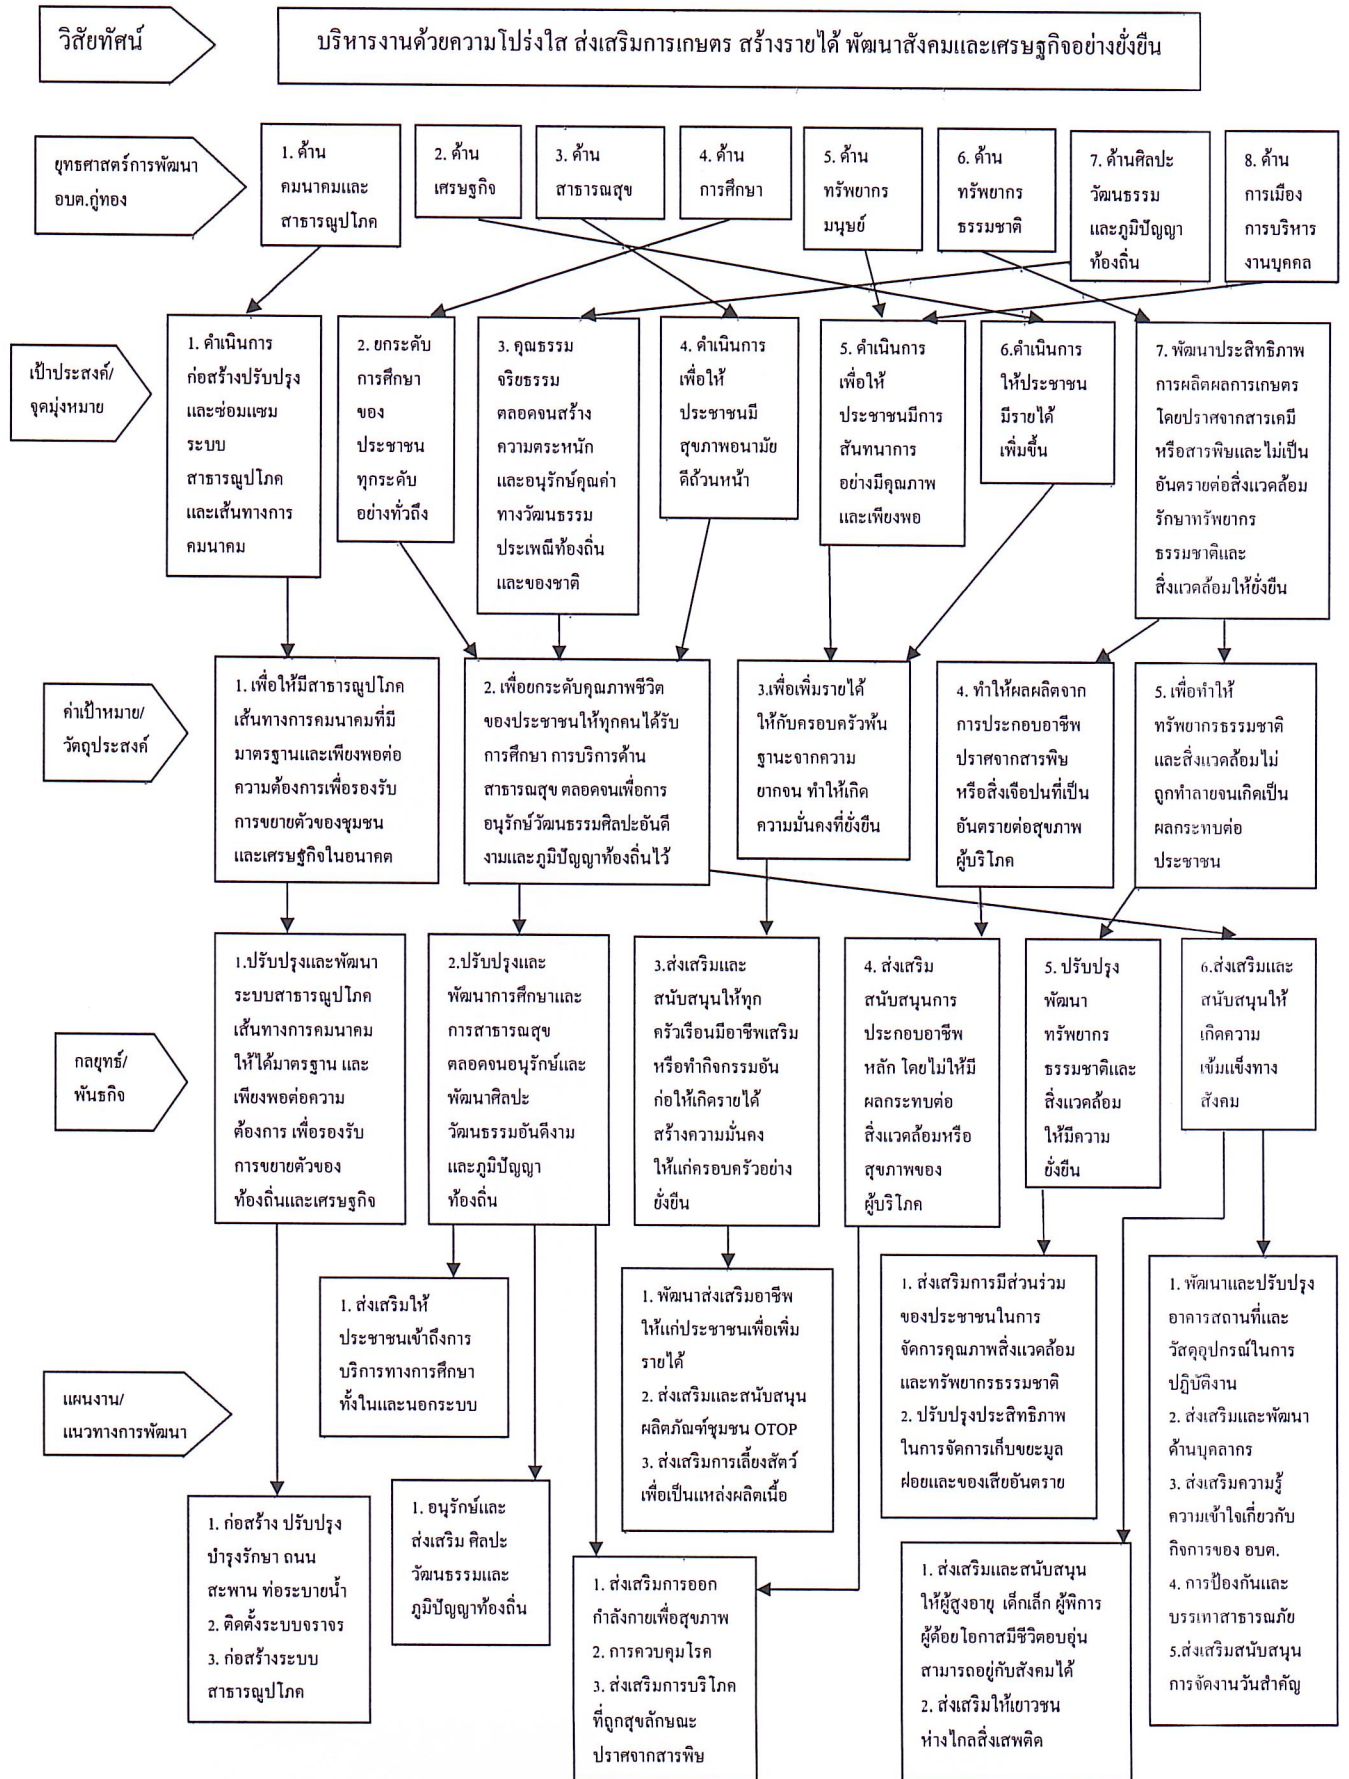 วิสัยทัศน์
บริหารงานด้วยความโปร่งใส ส่งเสริมการเกษตร สร้างรายได้ พัฒนาสังคมและเศรษฐกิจอย่างยั่งยืน
ยุทธศาสตร์การพัฒนา
อบต.กู่ทอง
1. ด้าน
คมนาคมและ
สาธารณูปโภค
2. ด้าน
เศรษฐกิจ
3. ด้าน
สาธารณสุข
4. ด้าน
การศึกษา
5. ด้าน
ทรัพยากร
มนุษย์
6. ด้าน
ทรัพยากร
ธรรมชาติ
7. ด้านศิลปะ
วัฒนธรรม
และภูมิปัญญา
ท้องถิ่น
8. ด้าน
การเมือง
การบริหาร
งานบุคคล
เป้าประสงค์/
จุดมุ่งหมาย
1. ดำเนินการ
ก่อสร้างปรับปรุง
และซ่อมแซม
ระบบ
สาธารณูปโภค
และเส้นทางการ
คมนาคม
2. ยกระดับ
การศึกษา
ของ
ประชาชน
ทุกระดับ
อย่างทั่วถึง
3. คุณธรรม
จริยธรรม
ตลอดจนสร้าง
ความตระหนัก
และอนุรักษ์คุณค่า
ทางวัฒนธรรม
ประเพณีท้องถิ่น
และของชาติ
4. ดำเนินการ
เพื่อให้
ประชาชนมี
สุขภาพอนามัย
ดีถ้วนหน้า
5. ดำเนินการ
เพื่อให้
ประชาชนมีการ
สันทนาการ
อย่างมีคุณภาพ
และเพียงพอ
6.ดำเนินการ
ให้ประชาชน
มีรายได้
เพิ่มขึ้น
7. พัฒนาประสิทธิภาพ
การผลิตผลการเกษตร
โดยปราศจากสารเคมี
หรือสารพิษและไม่เป็น
อันตรายต่อสิ่งแวดล้อม
รักษาทรัพยากร
ธรรมชาติและ
สิ่งแวดล้อมให้ยั่งยืน
ค่าเป้าหมาย/
วัตถุประสงค์
1. เพื่อให้มีสาธารณูปโภค
เส้นทางการคมนาคมที่มี
มาตรฐานและเพียงพอต่อ
ความต้องการเพื่อรองรับ
การขยายตัวของชุมชน
และเศรษฐกิจในอนาคต
2. เพื่อยกระดับคุณภาพชีวิต
ของประชาชนให้ทุกคนได้รับ
การศึกษา การบริการด้าน
สาธารณสุข ตลอดจนเพื่อการ
อนุรักษ์วัฒนธรรมศิลปะอันดี
งามและภูมิปัญญาท้องถิ่นไว้
3.เพื่อเพิ่มรายได้
ให้กับครอบครัวพ้น
ฐานะจากความ
ยากจน ทำให้เกิด
ความมั่นคงที่ยั่งยืน
4. ทำให้ผลผลิตจาก
การประกอบอาชีพ
ปราศจากสารพิษ
หรือสิ่งเจือปนที่เป็น
อันตรายต่อสุขภาพ
ผู้บริโภค
5. เพื่อทำให้
ทรัพยากรธรรมชาติ
และสิ่งแวดล้อมไม่
ถูกทำลายจนเกิดเป็น
ผลกระทบต่อ
ประชาชน
กลยุทธ์/
พันธกิจ
1.ปรับปรุงและพัฒนา
ระบบสาธารณูปโภค
เส้นทางการคมนาคม
ให้ได้มาตรฐาน และ
เพียงพอต่อความ
ต้องการ เพื่อรองรับ
การขยายตัวของ
ท้องถิ่นและเศรษฐกิจ
2.ปรับปรุงและ
พัฒนาการศึกษาและ
การสาธารณสุข
ตลอดจนอนุรักษ์และ
พัฒนาศิลปะ
วัฒนธรรมอันดีงาม
และภูมิปัญญา
ท้องถิ่น
3.ส่งเสริมและ
สนับสนุนให้ทุก
ครัวเรือนมีอาชีพเสริม
หรือทำกิจกรรมอัน
ก่อให้เกิดรายได้
สร้างความมั่นคง
ให้แก่ครอบครัวอย่าง
ยั่งยืน
4. ส่งเสริม
สนับสนุนการ
ประกอบอาชีพ
หลัก โดยไม่ให้มี
ผลกระทบต่อ
สิ่งแวดล้อมหรือ
สุขภาพของ
ผู้บริโภค
5. ปรับปรุง
พัฒนา
ทรัพยากร
ธรรมชาติและ
สิ่งแวดล้อม
ให้มีความ
ยั่งยืน
6.ส่งเสริมและ
สนับสนุนให้
เกิดความ
เข้มแข็งทาง
สังคม
แผนงาน/
แนวทางการพัฒนา
1. ส่งเสริมให้
ประชาชนเข้าถึงการ
บริการทางการศึกษา
ทั้งในและนอกระบบ
1. พัฒนาส่งเสริมอาชีพ
ให้แก่ประชาชนเพื่อเพิ่ม
รายได้
2. ส่งเสริมและสนับสนุน
ผลิตภัณฑ์ชุมชน OTOP
3. ส่งเสริมการเลี้ยงสัตว์
เพื่อเป็นแหล่งผลิตเนื้อ
1. ส่งเสริมการมีส่วนร่วม
ของประชาชนในการ
จัดการคุณภาพสิ่งแวดล้อม
และทรัพยากรธรรมชาติ
2. ปรับปรุงประสิทธิภาพ
ในการจัดการเก็บขยะมูล
ฝอยและของเสียอันตราย
1. พัฒนาและปรับปรุง
อาคารสถานที่และ
วัสดุอุปกรณ์ในการ
ปฏิบัติงาน
2. ส่งเสริมและพัฒนา
ด้านบุคลากร
3. ส่งเสริมความรู้
ความเข้าใจเกี่ยวกับ
กิจการของ อบต.
4. การป้องกันและ
บรรเทาสาธารณภัย
5.ส่งเสริมสนับสนุน
การจัดงานวันสำคัญ
1. ก่อสร้าง ปรับปรุง
บำรุงรักษา ถนน
สะพาน ท่อระบายน้ำ
2. ติดตั้งระบบจราจร
3. ก่อสร้างระบบ
สาธารณูปโภค
1. อนุรักษ์และ
ส่งเสริม ศิลปะ
วัฒนธรรมและ
ภูมิปัญญาท้องถิ่น
1. ส่งเสริมการออก
กำลังกายเพื่อสุขภาพ
2. การควบคุมโรค
3. ส่งเสริมการบริโภค
ที่ถูกสุขลักษณะ
ปราศจากสารพิษ
1. ส่งเสริมและสนับสนุน
ให้ผู้สูงอายุ เด็กเล็ก ผู้พิการ
ผู้ด้อยโอกาสมีชีวิตอบอุ่น
สามารถอยู่กับสังคมได้
2. ส่งเสริมให้เยาวชน
ห่างไกลสิ่งเสพติด